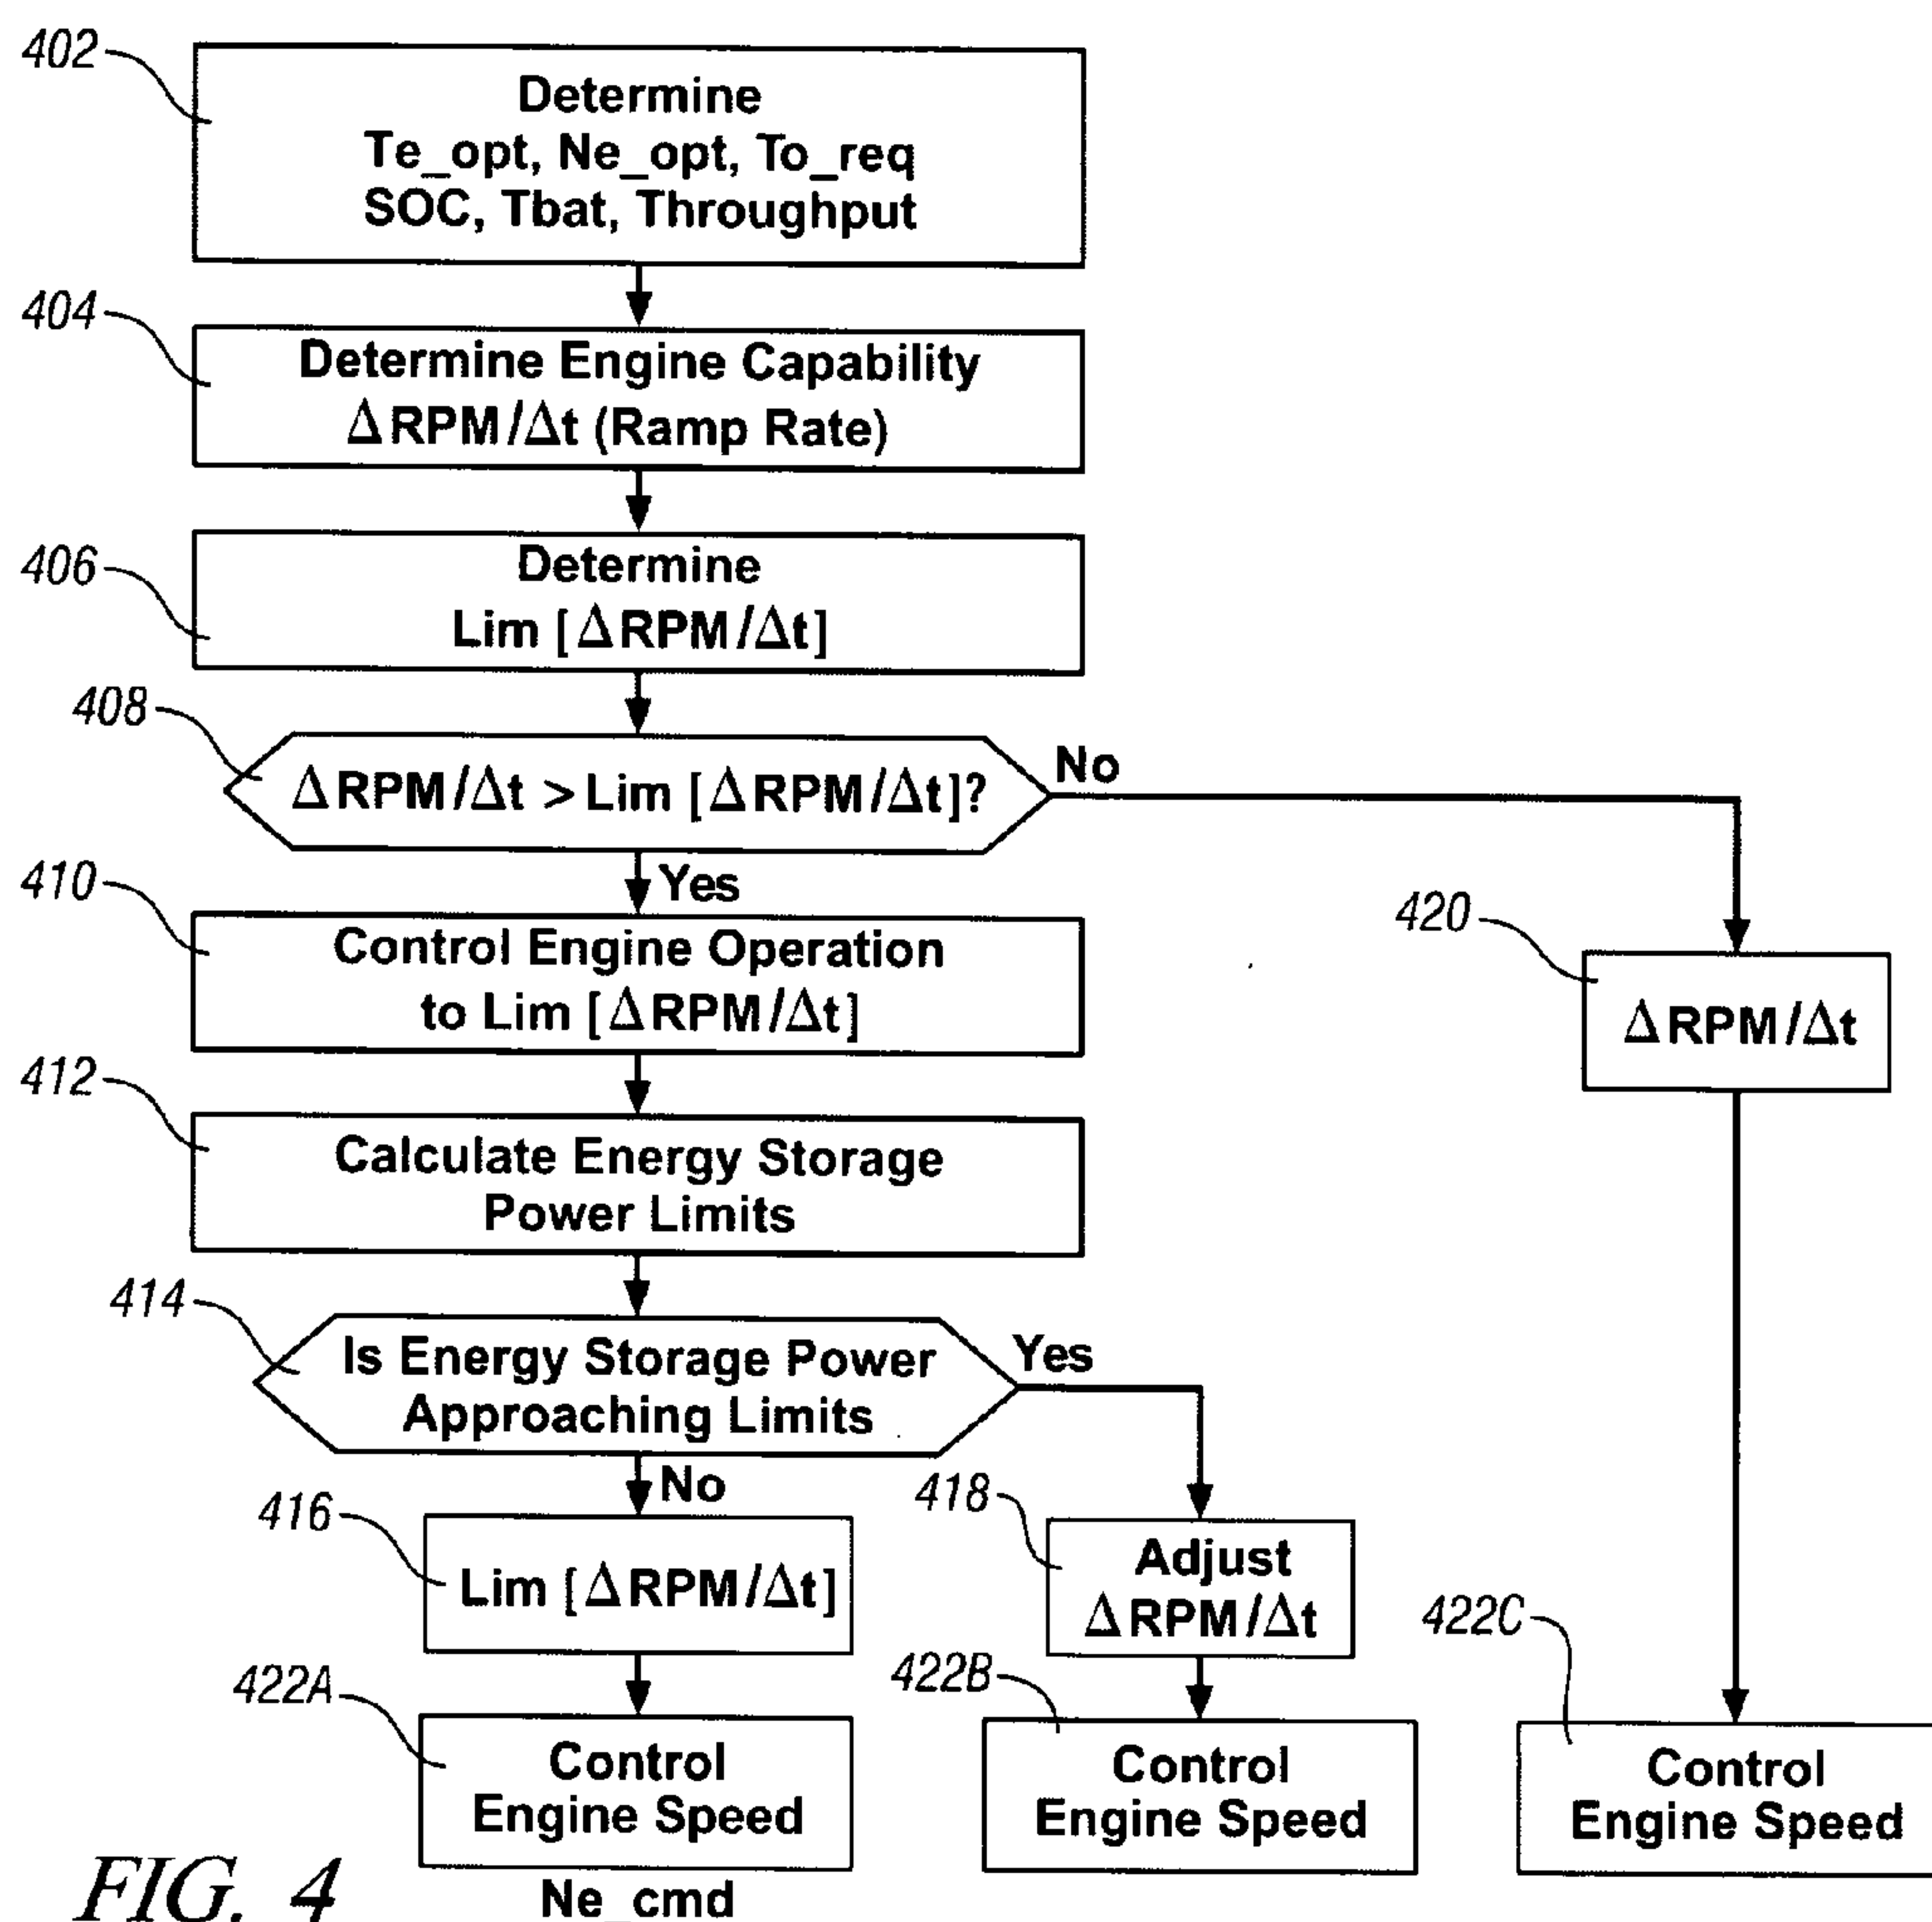 402
Determine
Te_opt, Ne_opt, To_req
SOC, Tbat, Throughput
404
Determine Engine Capability
ΔRPM/Δt (Ramp Rate)
406
Determine
Lim [ΔRPM/Δt]
408
ΔRPM/Δt > Lim [ΔRPM/Δt]?
No
Yes
410
Control Engine Operation
to Lim [ΔRPM/Δt]
420
ΔRPM/Δt
412
Calculate Energy Storage
Power Limits
414
Is Energy Storage Power
Approaching Limits
Yes
No
416
Lim [ΔRPM/Δt]
418
Adjust
ΔRPM/Δt
422A
Control
Engine Speed
Ne_cmd
422B
Control
Engine Speed
422C
Control
Engine Speed
FIG. 4